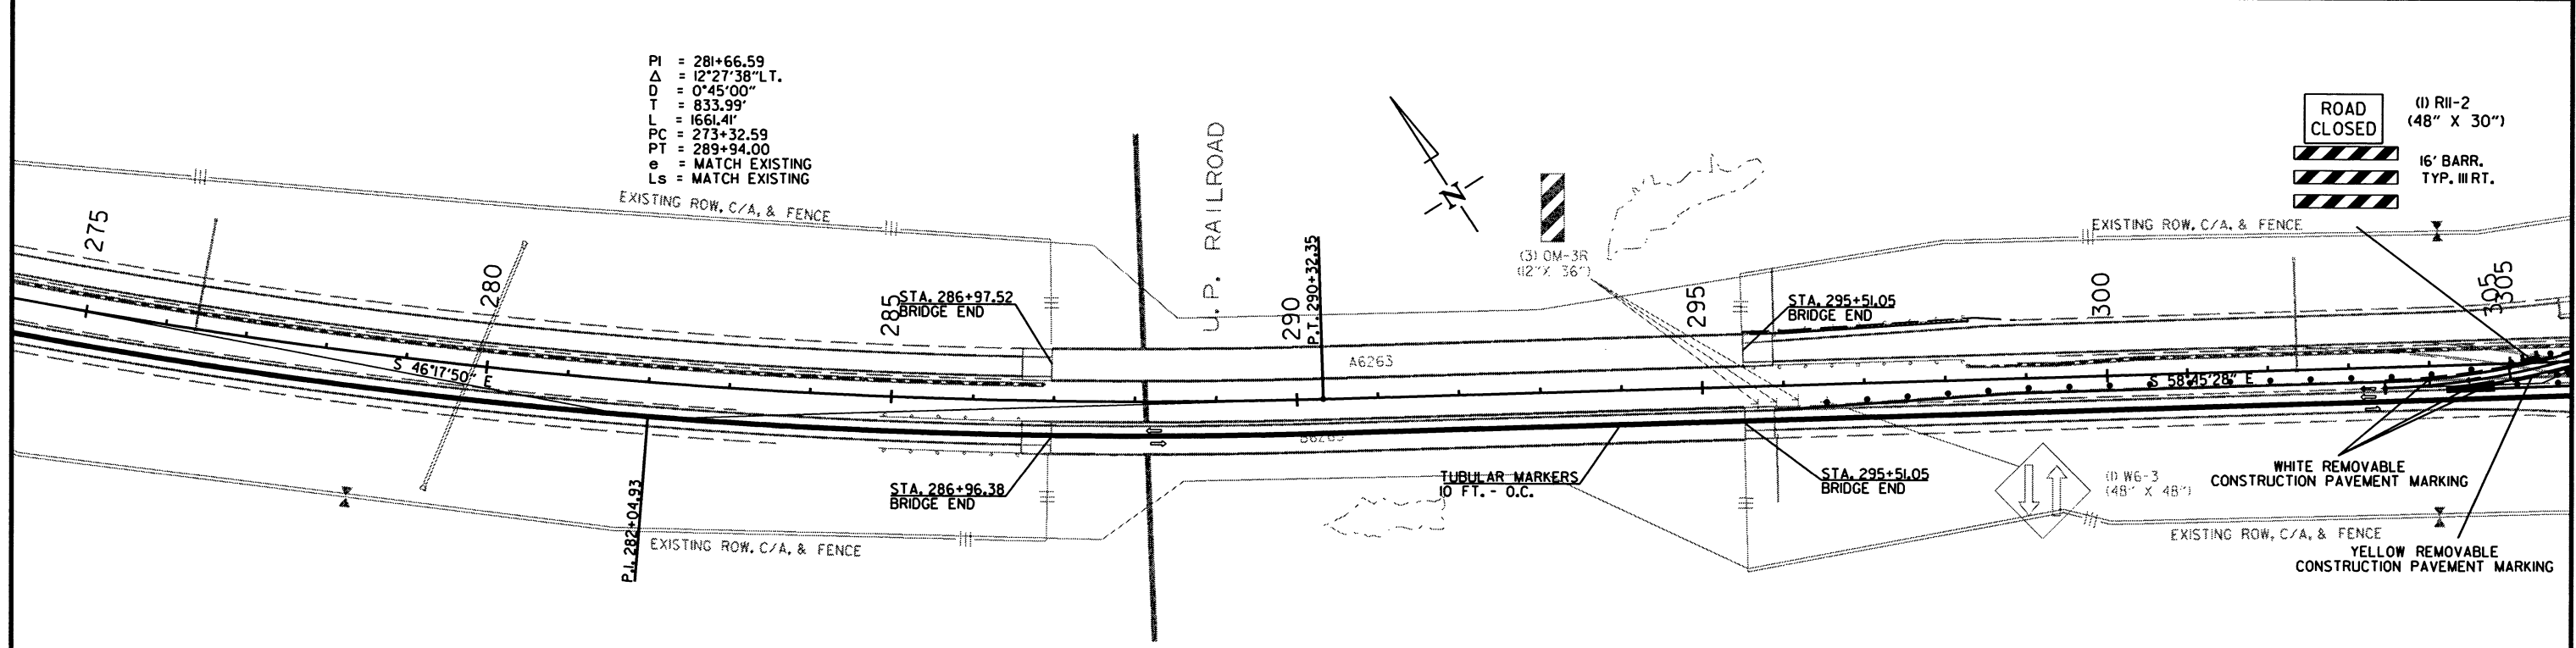 PI = 281+66.59
Δ = 12°27'38"LT.
D = 0°45'00"
T = 833.99'
L = 1661.41'
PC = 273+32.59
PT = 289+94.00
e = MATCH EXISTING
Ls = MATCH EXISTING
EXISTING ROW, C/A, & FENCE
275
280
285
STA. 286+97.52
BRIDGE END
U.P. RAILROAD
290
P.T. 290+32.35
N
(3) OM-3R
(12" X 36")
295
STA. 295+51.05
BRIDGE END
A6263
300
EXISTING ROW, C/A, & FENCE
305
305
ROAD
CLOSED
(1) R11-2
(48" X 30")
16' BARR.
TYP. III RT.
S 46°17'50" E
S 58°45'28" E
B6263
P.I. 282+04.93
STA. 286+96.38
BRIDGE END
EXISTING ROW, C/A, & FENCE
TUBULAR MARKERS
10 FT. - O.C.
STA. 295+51.05
BRIDGE END
(1) W6-3
(48" X 48")
WHITE REMOVABLE
CONSTRUCTION PAVEMENT MARKING
EXISTING ROW, C/A, & FENCE
YELLOW REMOVABLE
CONSTRUCTION PAVEMENT MARKING